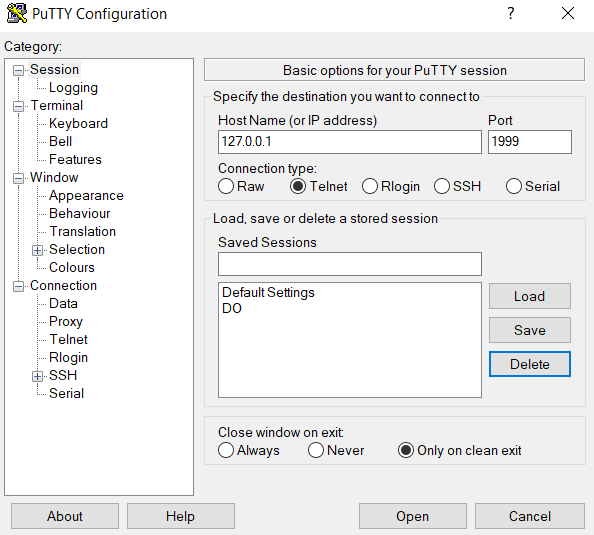 PuTTY Configuration
?
Category:
Session
Logging
Terminal
Keyboard
Bell
Features
Window
Appearance
Behaviour
Translation
Selection
Colours
Connection
Data
Proxy
Telnet
Rlogin
SSH
Serial
Basic options for your PuTTY session
Specify the destination you want to connect to
Host Name (or IP address) Port
127.0.0.1 1999
Connection type:
Raw Telnet Rlogin SSH Serial
Load, save or delete a stored session
Saved Sessions
Default Settings
DO
Load
Save
Delete
Close window on exit:
Always Never Only on clean exit
About Help Open Cancel